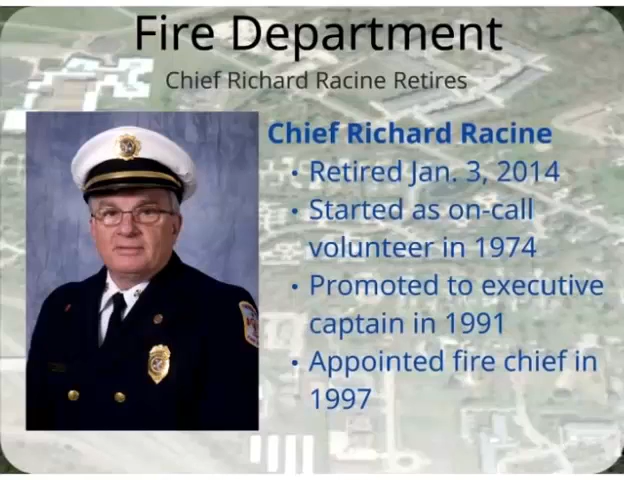 Fire Department
Chief Richard Racine Retires
Chief Richard Racine
• Retired Jan. 3, 2014
• Started as on-call
volunteer in 1974
• Promoted to executive
captain in 1991
• Appointed fire chief in
1997